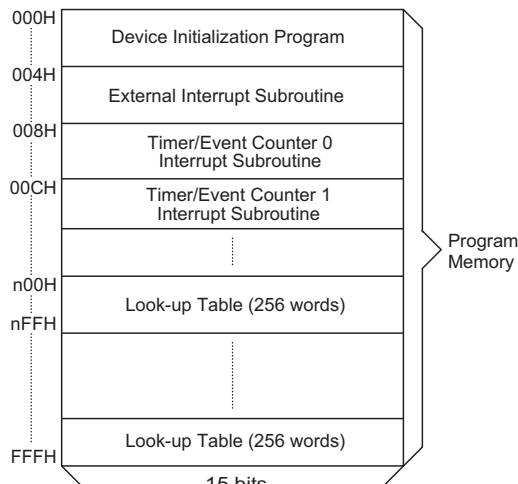 000H
Device Initialization Program
004H
External Interrupt Subroutine
008H
Timer/Event Counter 0
Interrupt Subroutine
00CH
Timer/Event Counter 1
Interrupt Subroutine
Program
Memory
n00H
Look-up Table (256 words)
nFFH
Look-up Table (256 words)
FFFH
15 bits